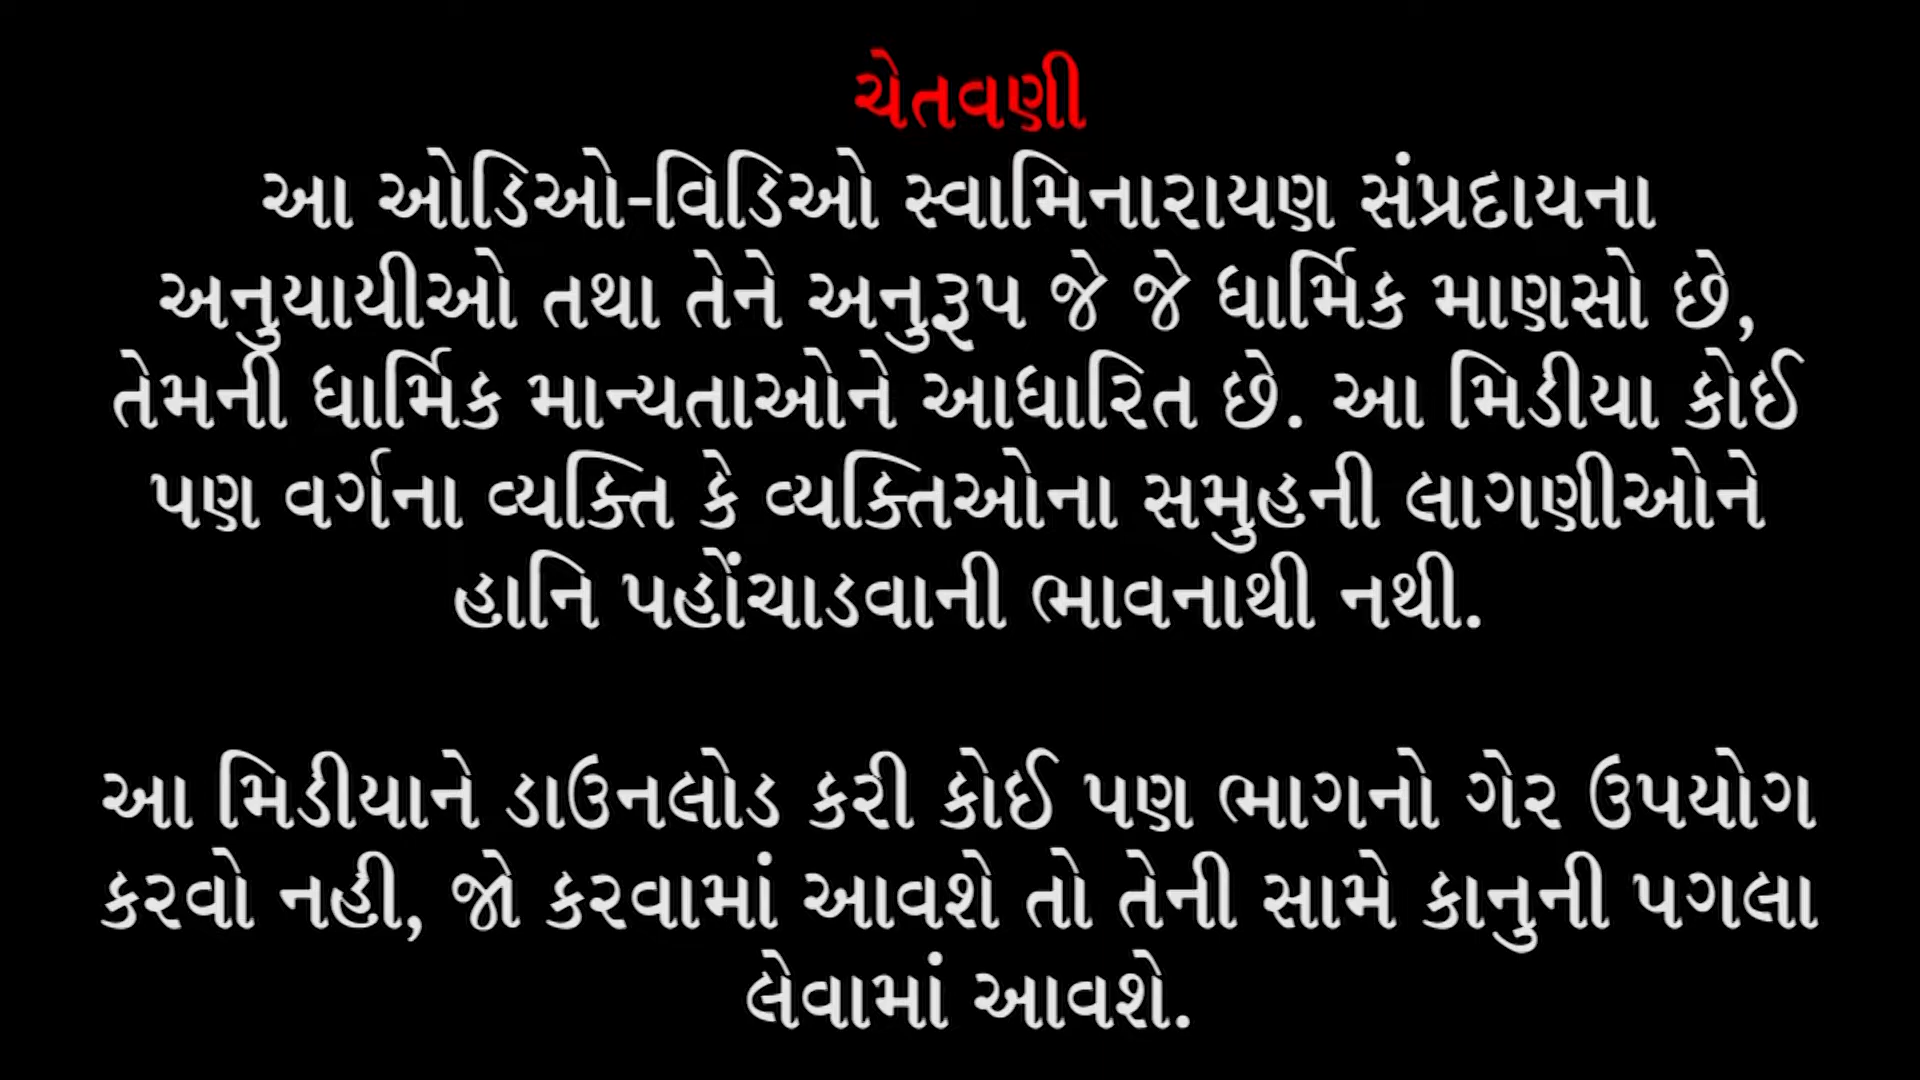 ચેતવણી
આ ઓડિઓ-વિડિઓ સ્વામિનારાયણ સંપ્રદાયના
અનુયાયીઓ તથા તેને અનુરૂપ જે જે ધાર્મિક માણસો છે,
તેમની ધાર્મિક માન્યતાઓને આધારિત છે. આ મિડીયા કોઈ
પણ વર્ગના વ્યક્તિ કે વ્યક્તિઓના સમુહની લાગણીઓને
હાનિ પહોંચાડવાની ભાવનાથી નથી.
આ મિડીયાને ડાઉનલોડ કરી કોઈ પણ ભાગનો ગેર ઉપયોગ
કરવો નહી, જો કરવામાં આવશે તો તેની સામે કાનુની પગલા
લેવામાં આવશે.